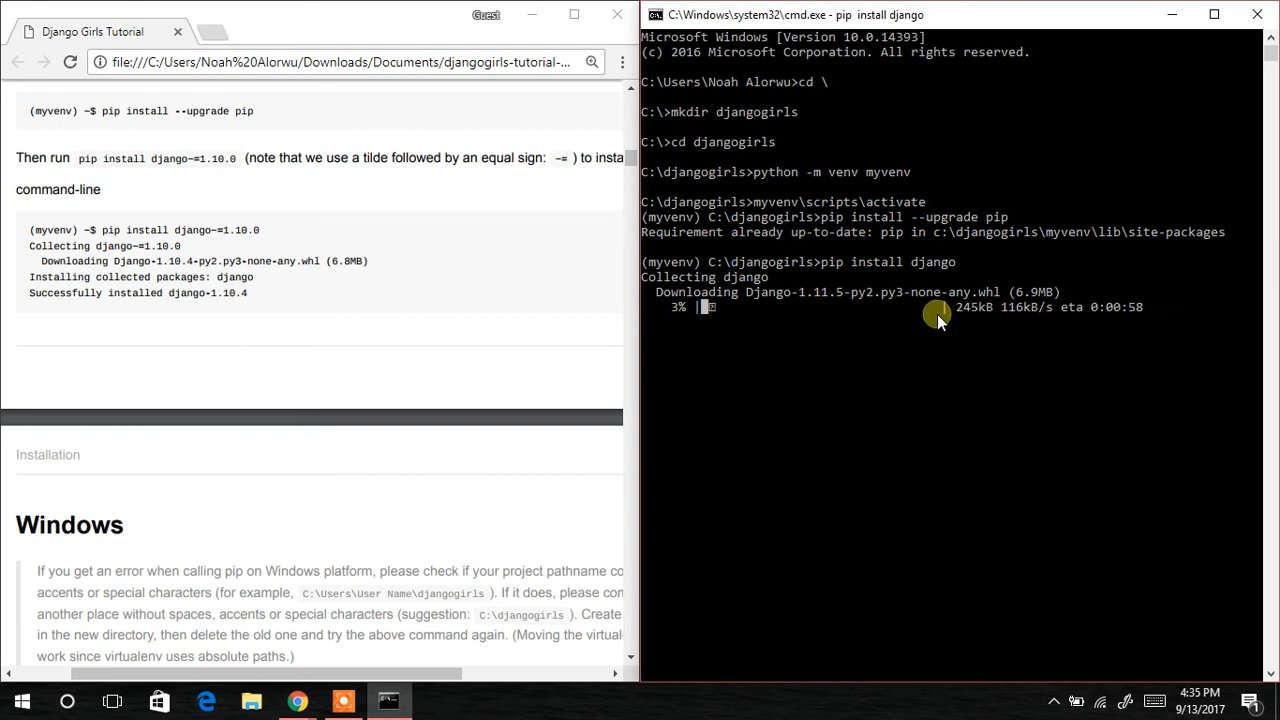 Guest
Django Girls Tutorial
file:///C:/Users/Noah%20Alorwu/Downloads/Documents/djangogirls-tutorial-...
(myvenv) ~$ pip install --upgrade pip
Then run pip install django~=1.10.0 (note that we use a tilde followed by an equal sign: ~= ) to insta
command-line
(myvenv) ~$ pip install django~=1.10.0
Collecting django~=1.10.0
Downloading Django-1.10.4-py2.py3-none-any.whl (6.8MB)
Installing collected packages: django
Successfully installed django-1.10.4
Installation
Windows
If you get an error when calling pip on Windows platform, please check if your project pathname co
accents or special characters (for example, C:\Users\User Name\djangogirls ). If it does, please con
another place without spaces, accents or special characters (suggestion: C:\djangogirls ). Create
in the new directory, then delete the old one and try the above command again. (Moving the virtual
work since virtualenv uses absolute paths.)
C:\Windows\system32\cmd.exe - pip  install django
Microsoft Windows [Version 10.0.14393]
(c) 2016 Microsoft Corporation. All rights reserved.
C:\Users\Noah Alorwu>cd \
C:\>mkdir djangogirls
C:\>cd djangogirls
C:\djangogirls>python -m venv myvenv
C:\djangogirls>myvenv\scripts\activate
(myvenv) C:\djangogirls>pip install --upgrade pip
Requirement already up-to-date: pip in c:\djangogirls\myvenv\lib\site-packages
(myvenv) C:\djangogirls>pip install django
Collecting django
Downloading Django-1.11.5-py2.py3-none-any.whl (6.9MB)
3% | | 245kB 116kB/s eta 0:00:58
4:35 PM
9/13/2017
1